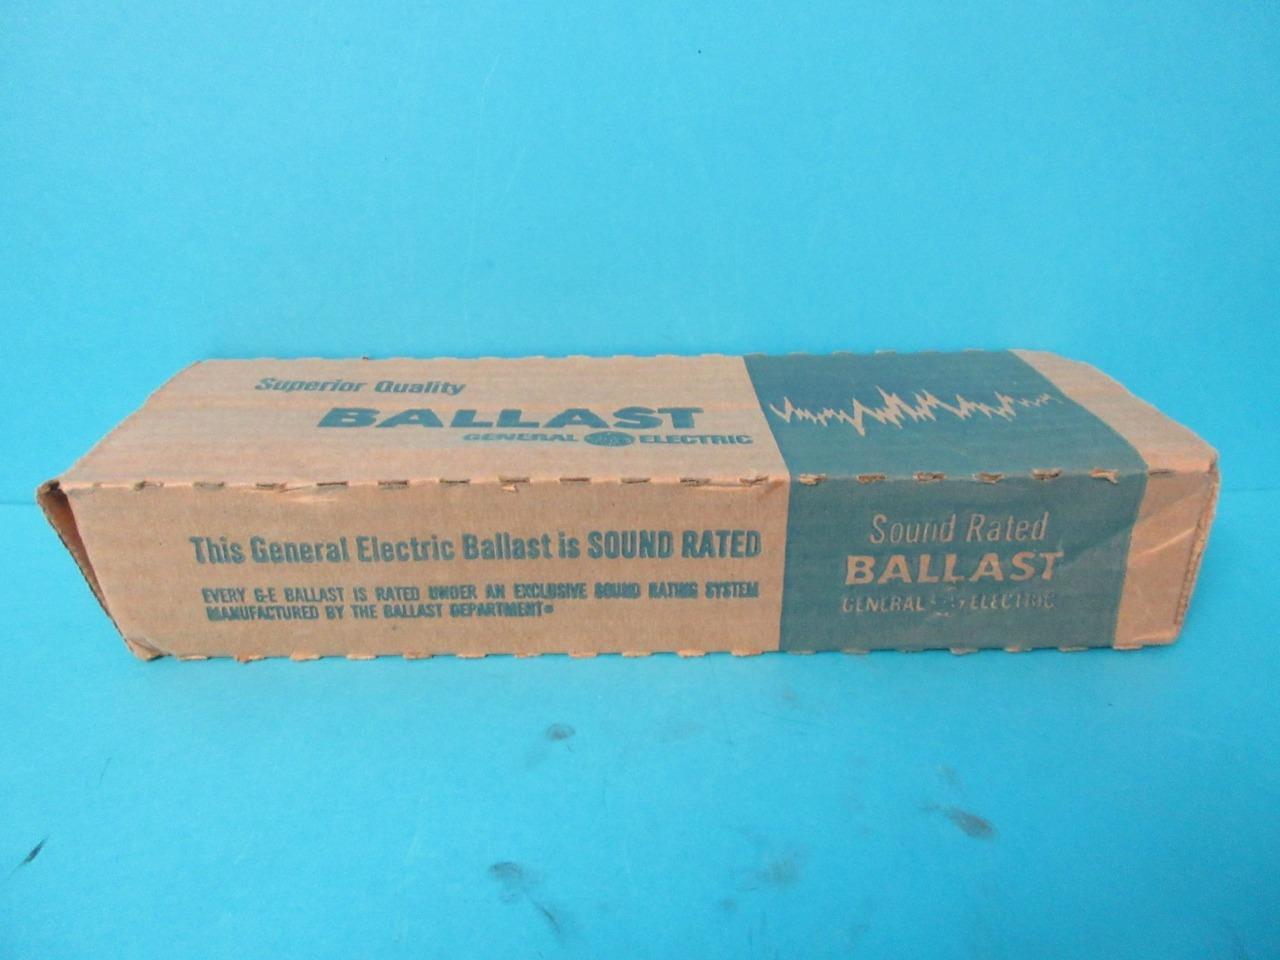 Superior Quality
BALLAST
GENERAL ELECTRIC
This General Electric Ballast is SOUND RATED
EVERY G-E BALLAST IS RATED UNDER AN EXCLUSIVE SOUND RATING SYSTEM
MANUFACTURED BY THE BALLAST DEPARTMENT
Sound Rated
BALLAST
GENERAL ELECTRIC